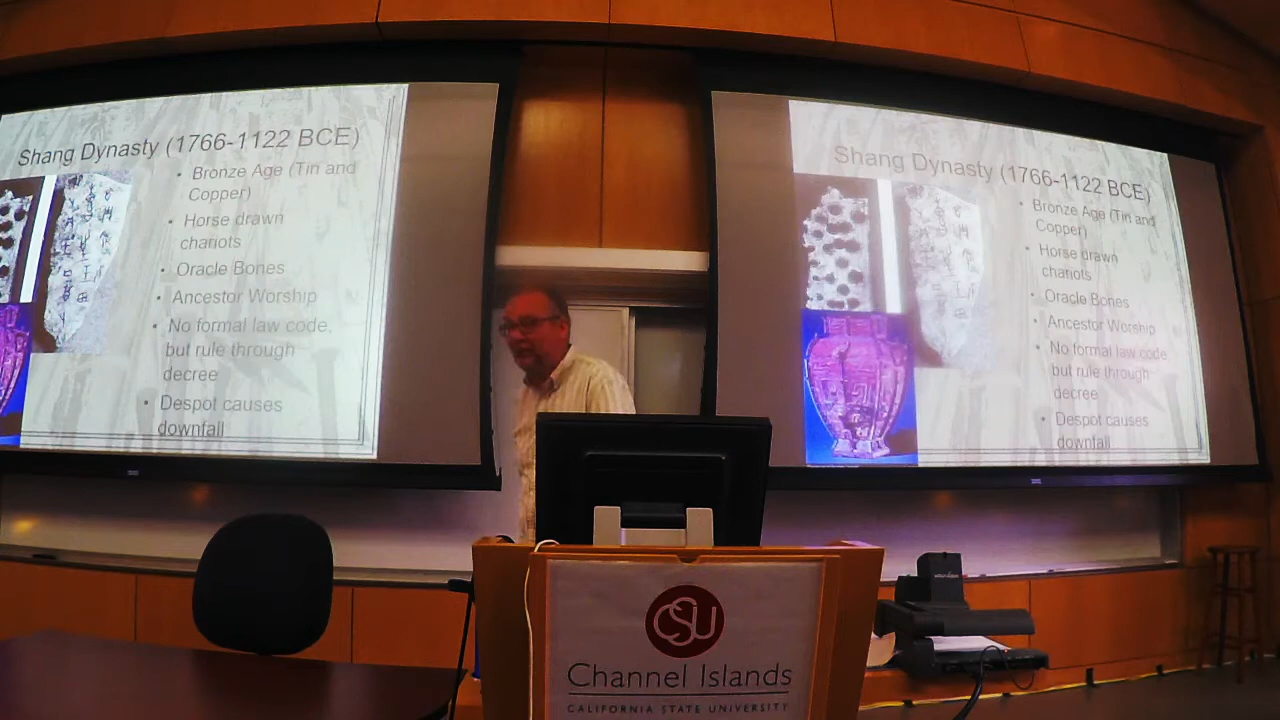 Shang Dynasty (1766-1122 BCE)
• Bronze Age (Tin and
Copper)
• Horse drawn
chariots
• Oracle Bones
• Ancestor Worship
• No formal law code,
but rule through
decree
• Despot causes
downfall
Shang Dynasty (1766-1122 BCE)
• Bronze Age (Tin and
Copper)
• Horse drawn
chariots
• Oracle Bones
• Ancestor Worship
• No formal law code,
but rule through
decree
• Despot causes
downfall
CSU
Channel Islands
CALIFORNIA STATE UNIVERSITY